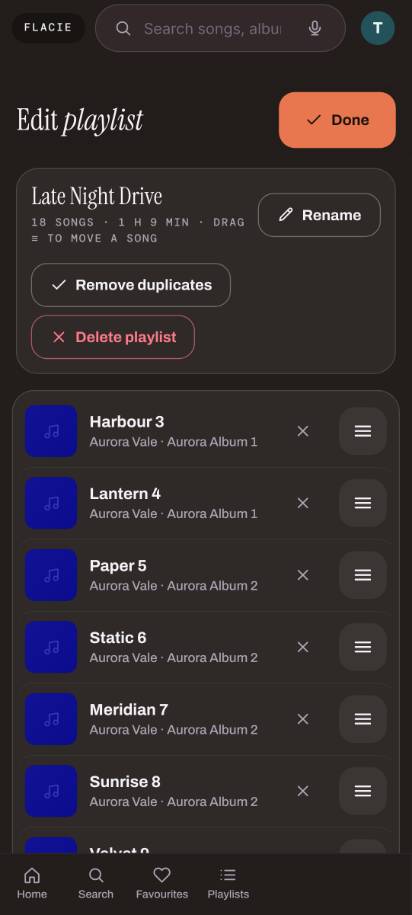 FLACIE
Search songs, albu
T
Edit playlist
Done
Late Night Drive
18 SONGS · 1 H 9 MIN · DRAG
≡ TO MOVE A SONG
Rename
Remove duplicates
Delete playlist
Harbour 3
Aurora Vale · Aurora Album 1
Lantern 4
Aurora Vale · Aurora Album 1
Paper 5
Aurora Vale · Aurora Album 2
Static 6
Aurora Vale · Aurora Album 2
Meridian 7
Aurora Vale · Aurora Album 2
Sunrise 8
Aurora Vale · Aurora Album 2
Velvet 9
Home
Search
Favourites
Playlists